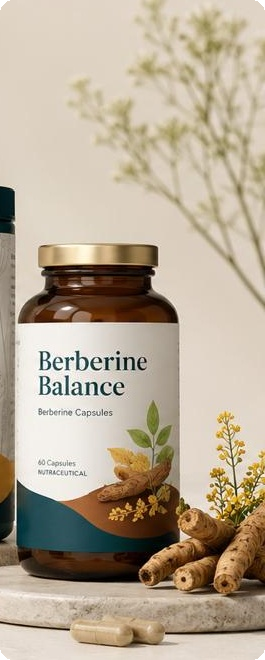 Berberine
Balance
Berberine Capsules
60 Capsules
NUTRACEUTICAL